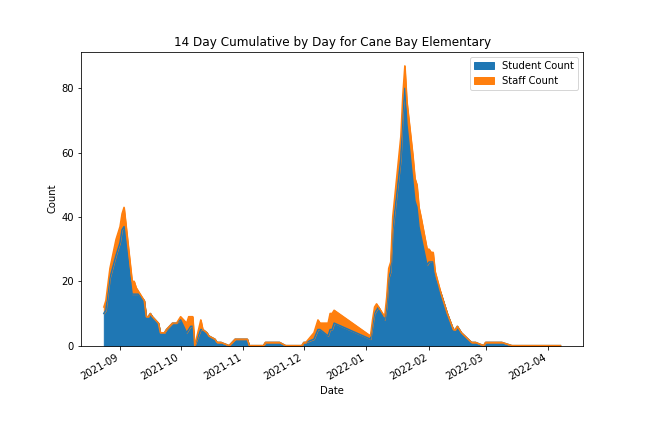 14 Day Cumulative by Day for Cane Bay Elementary
Student Count
Staff Count
80
60
40
20
0
Count
2021-09
2021-10
2021-11
2021-12
2022-01
2022-02
2022-03
2022-04
Date